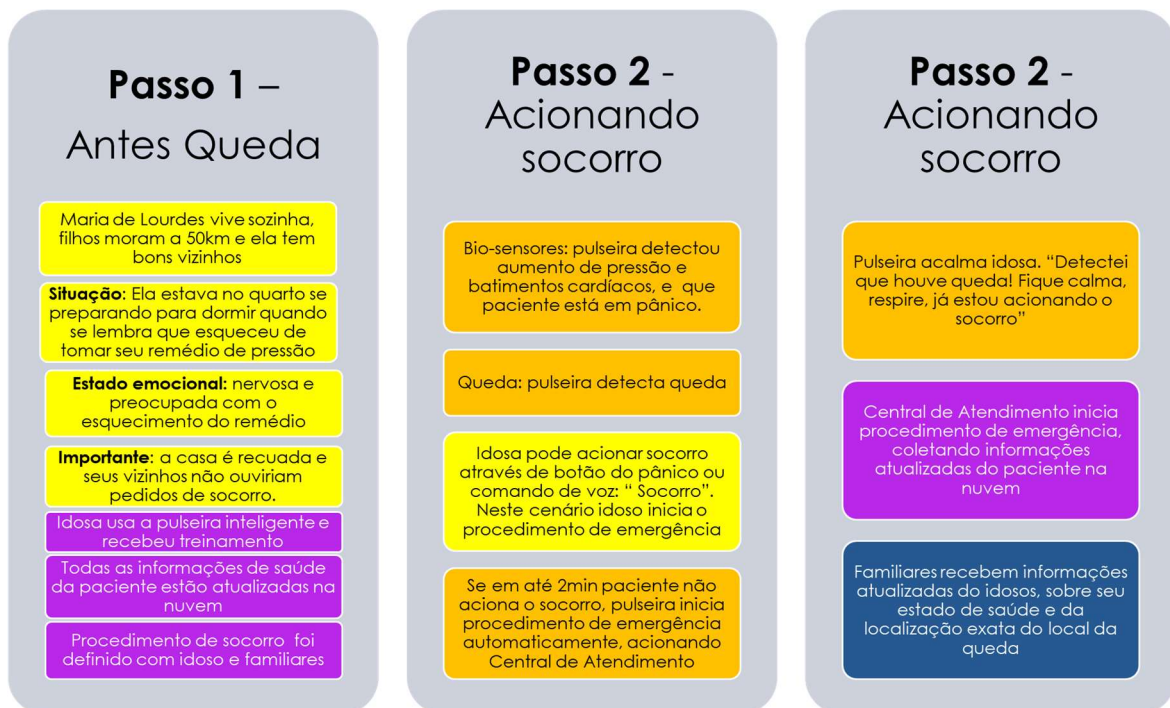 Passo 1 –
Antes Queda
Maria de Lourdes vive sozinha,
filhos moram a 50km e ela tem
bons vizinhos
Situação: Ela estava no quarto se
preparando para dormir quando
se lembra que esqueceu de
tomar seu remédio de pressão
Estado emocional: nervosa e
preocupada com o
esquecimento do remédio
Importante: a casa é recuada e
seus vizinhos não ouviriam
pedidos de socorro.
Idosa usa a pulseira inteligente e
recebeu treinamento
Todas as informações de saúde
da paciente estão atualizadas na
nuvem
Procedimento de socorro foi
definido com idoso e familiares
Passo 2 -
Acionando
socorro
Bio-sensores: pulseira detectou
aumento de pressão e
batimentos cardíacos, e que
paciente está em pânico.
Queda: pulseira detecta queda
Idosa pode acionar socorro
através de botão do pânico ou
comando de voz: “ Socorro”.
Neste cenário idoso inicia o
procedimento de emergência
Se em até 2min paciente não
aciona o socorro, pulseira inicia
procedimento de emergência
automaticamente, acionando
Central de Atendimento
Passo 2 -
Acionando
socorro
Pulseira acalma idosa. “Detectei
que houve queda! Fique calma,
respire, já estou acionando o
socorro”
Central de Atendimento inicia
procedimento de emergência,
coletando informações
atualizadas do paciente na
nuvem
Familiares recebem informações
atualizadas do idosos, sobre seu
estado de saúde e da
localização exata do local da
queda